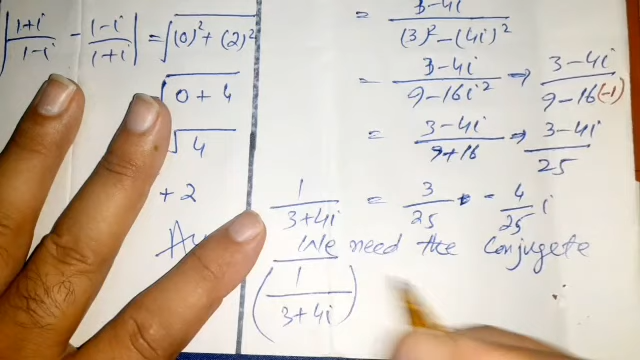 |1+i/1-i - 1-i/1+i| = √(0)² + (2)²
√0 + 4
√4
+2
= 3-4i/(3)² - (4i)²
= 3-4i/9-16i² → 3-4i/9-16(-1)
= 3-4i/9+16 → 3-4i/25
1/3+4i = 3/25 - 4/25 i
We need the Conjugete
(1/3+4i)